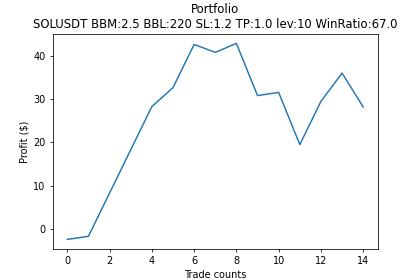 Portfolio
SOLUSDT BBM:2.5 BBL:220 SL:1.2 TP:1.0 lev:10 WinRatio:67.0
Profit ($)
40
30
20
10
0
0 2 4 6 8 10 12 14
Trade counts